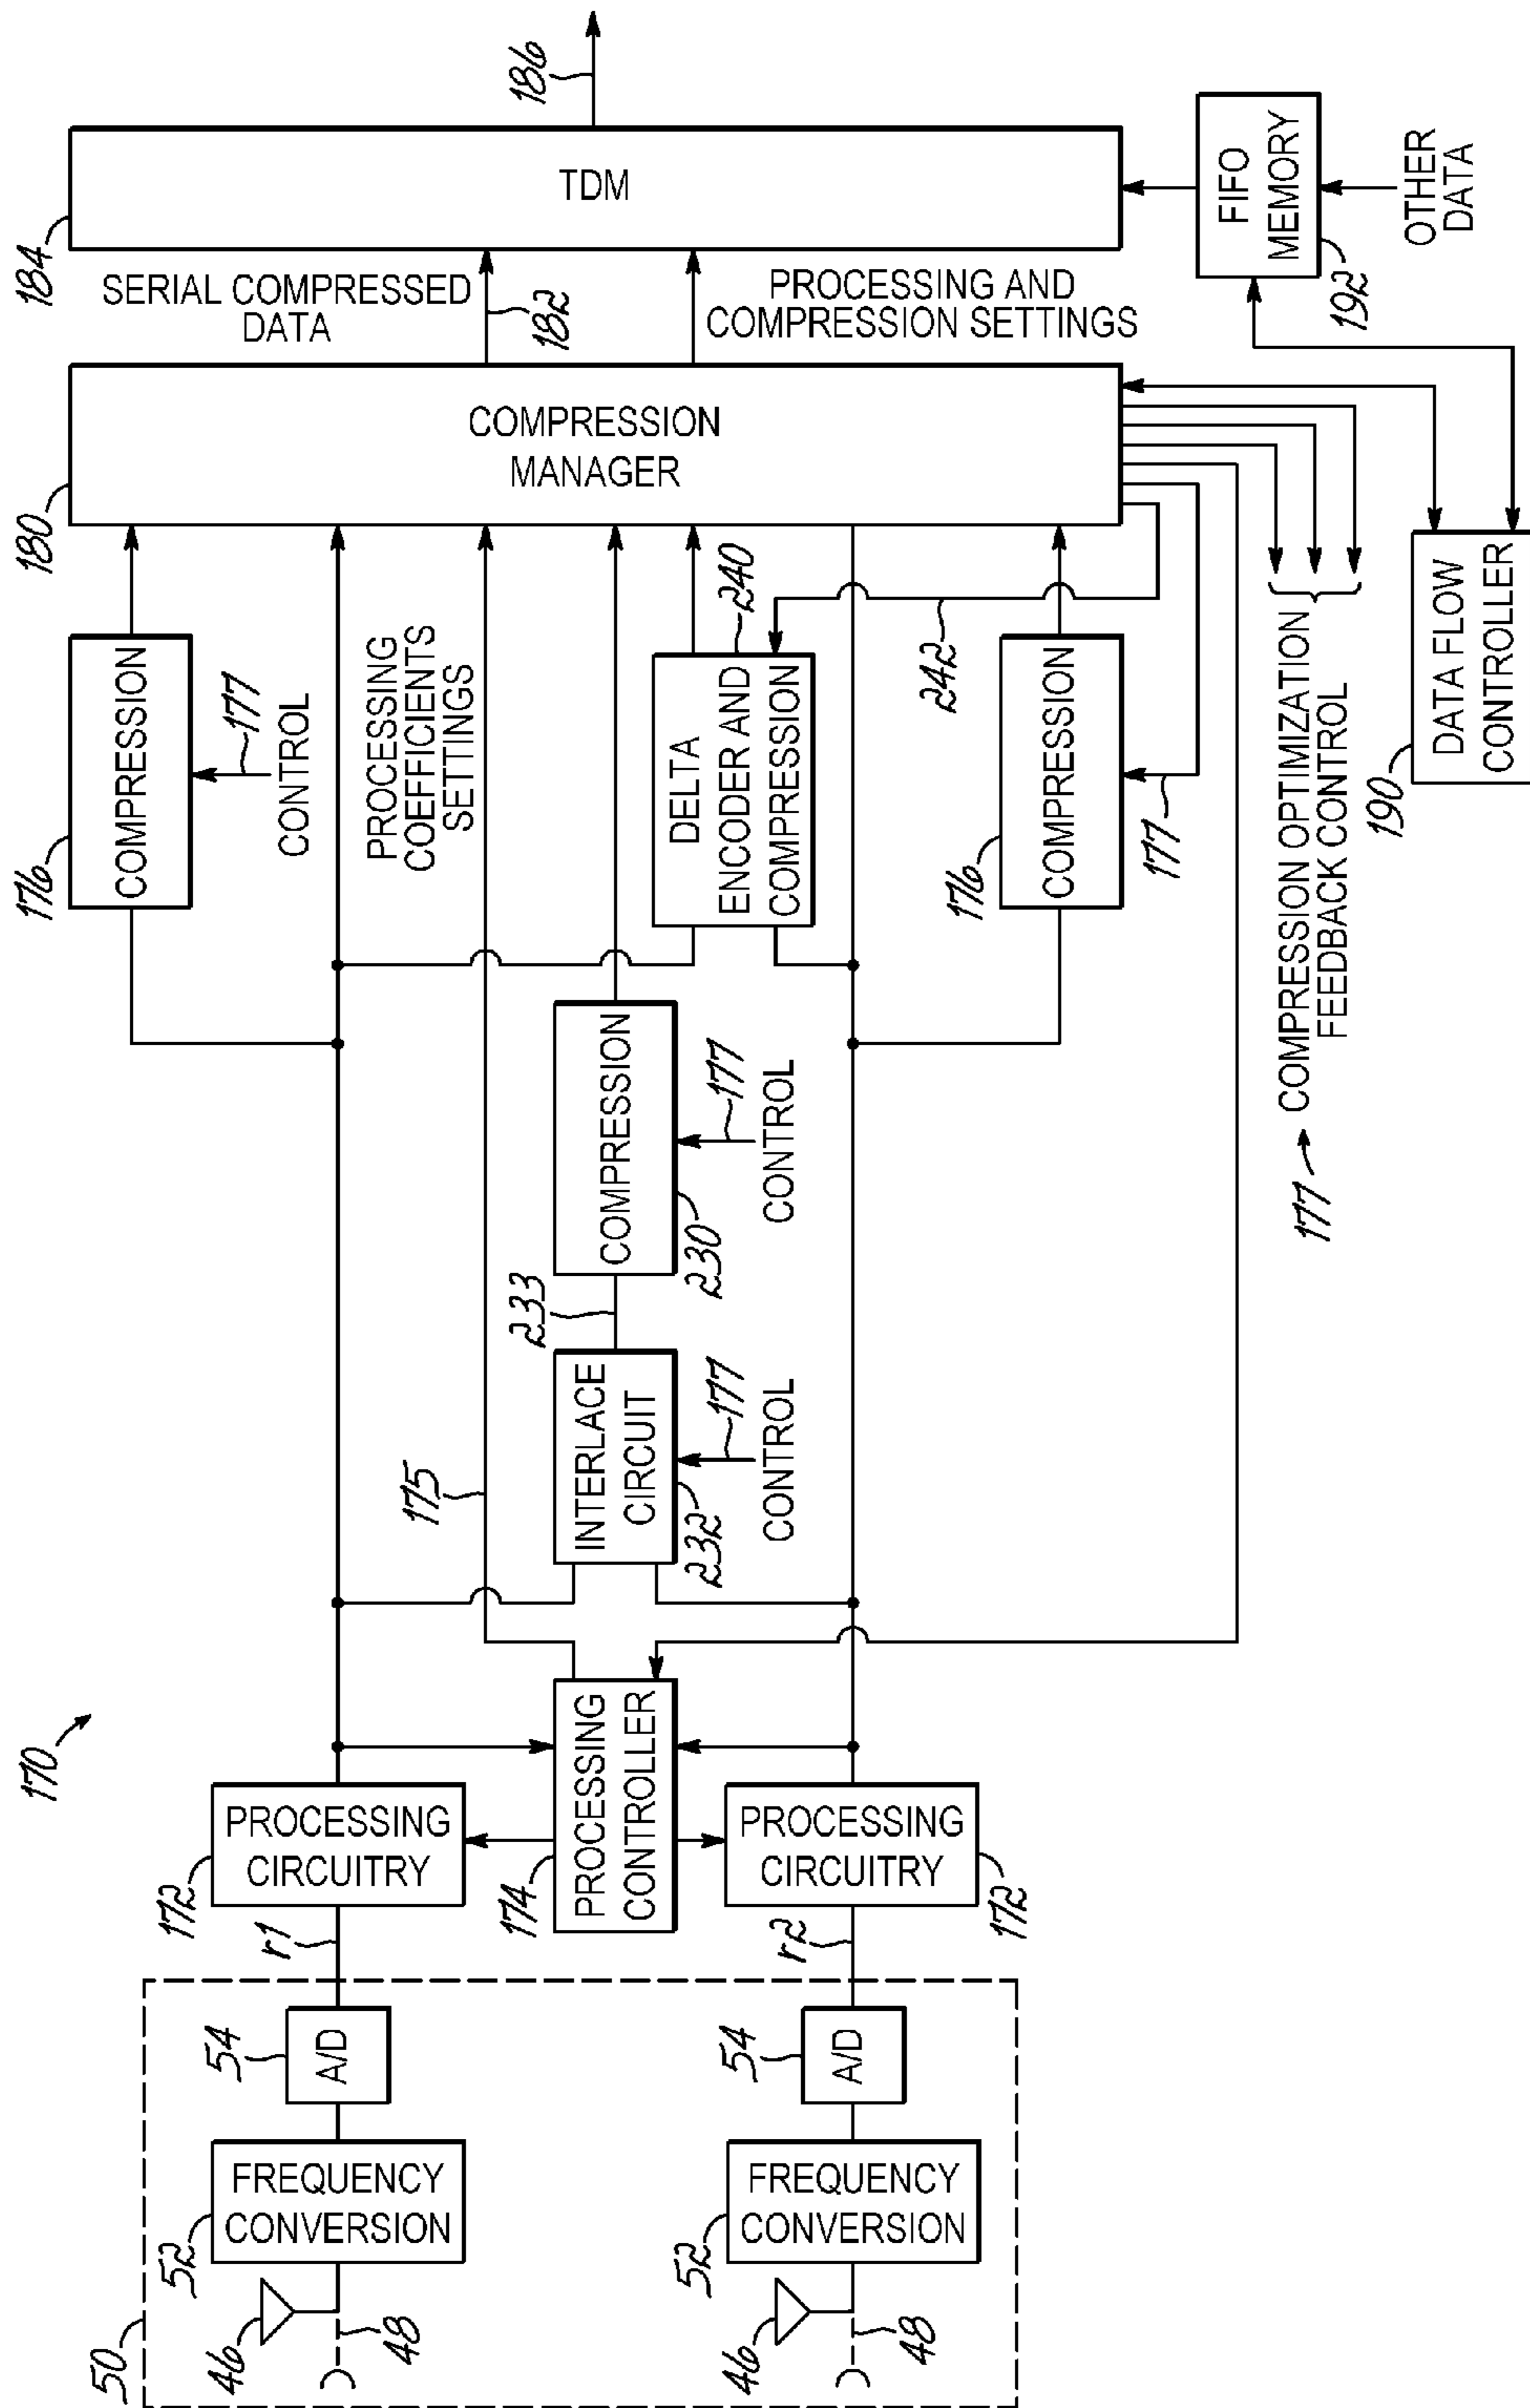 170
50
46
48
52
FREQUENCY
CONVERSION
54
A/D
r1
172
PROCESSING
CIRCUITRY
46
48
52
FREQUENCY
CONVERSION
54
A/D
r2
172
PROCESSING
CIRCUITRY
174
PROCESSING
CONTROLLER
175
PROCESSING
COEFFICIENTS
SETTINGS
232
INTERLACE
CIRCUIT
177
CONTROL
233
230
COMPRESSION
177
CONTROL
176
COMPRESSION
177
CONTROL
DELTA
ENCODER AND
COMPRESSION
240
242
176
COMPRESSION
177
177
COMPRESSION OPTIMIZATION
FEEDBACK CONTROL
180
COMPRESSION
MANAGER
190
DATA FLOW
CONTROLLER
SERIAL COMPRESSED
DATA
182
PROCESSING AND
COMPRESSION SETTINGS
184
TDM
186
FIFO
MEMORY
192
OTHER
DATA